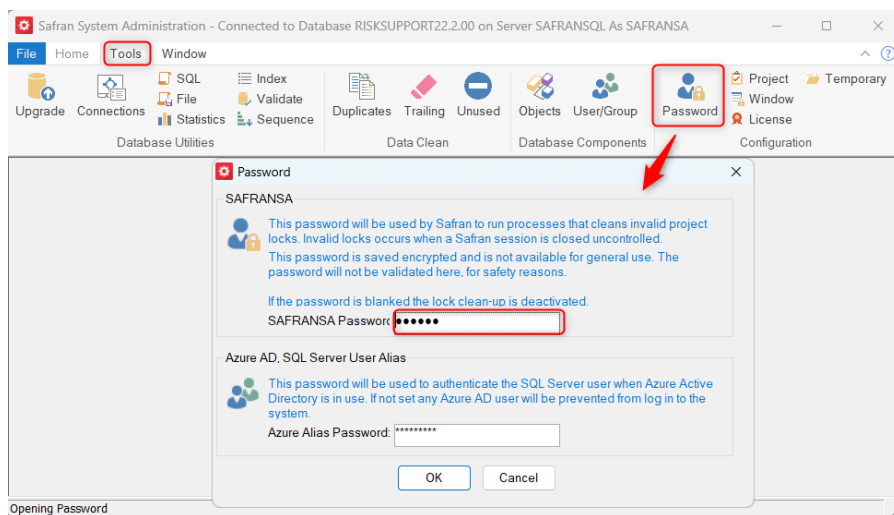 Safran System Administration - Connected to Database RISKSUPPORT22.2.00 on Server SAFRANSQL As SAFRANSA
File Home Tools Window
Upgrade Connections SQL File Statistics Index Validate Sequence
Duplicates Trailing Unused
Objects User/Group
Password
Project Window License Temporary
Database Utilities Data Clean Database Components Configuration
Password
SAFRANSA
This password will be used by Safran to run processes that cleans invalid project
locks. Invalid locks occurs when a Safran session is closed uncontrolled.
This password is saved encrypted and is not available for general use. The
password will not be validated here, for safety reasons.
If the password is blanked the lock clean-up is deactivated.
SAFRANSA Password ••••••
Azure AD, SQL Server User Alias
This password will be used to authenticate the SQL Server user when Azure Active
Directory is in use. If not set any Azure AD user will be prevented from log in to the
system.
Azure Alias Password: *********
OK Cancel
Opening Password